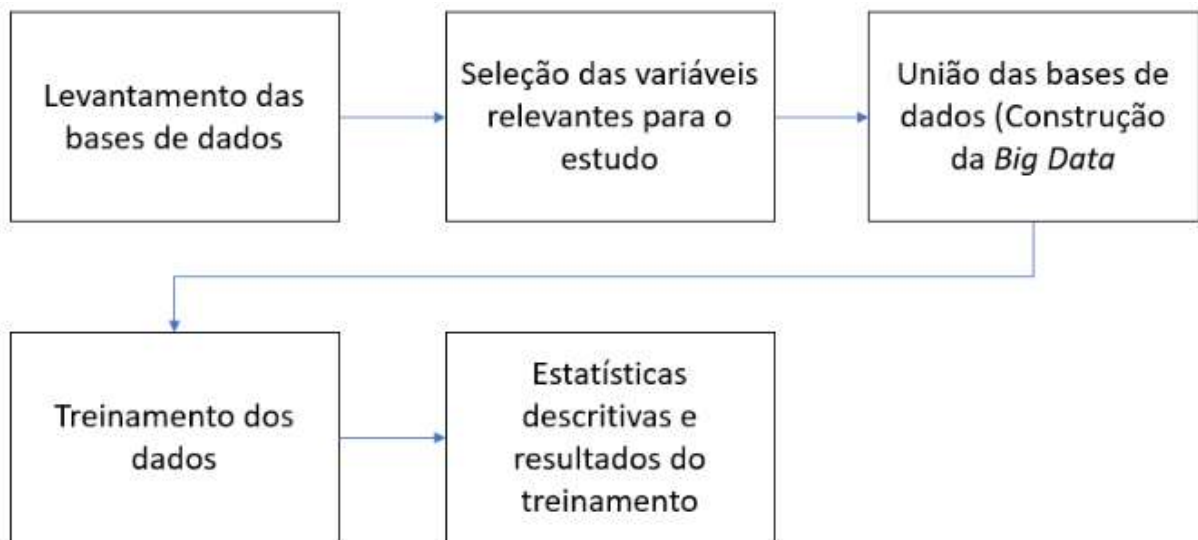 Levantamento das
bases de dados
Seleção das variáveis
relevantes para o
estudo
União das bases de
dados (Construção
da Big Data
Treinamento dos
dados
Estatísticas
descritivas e
resultados do
treinamento